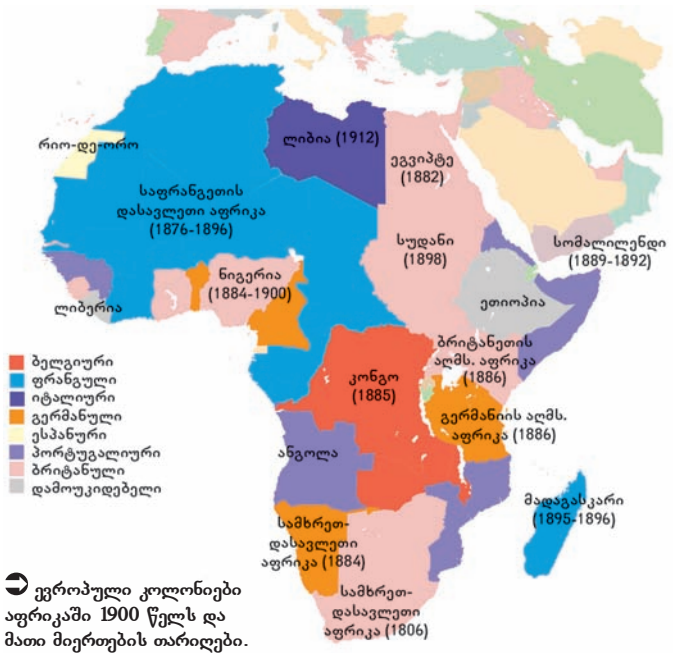 რიო-დე-ორო
ლიბია (1912)
ეგვიპტე
(1882)
საფრანგეთის
დასავლეთი აფრიკა
(1876-1896)
სუდანი
(1898)
სომალილენდი
(1889-1892)
ნიგერია
(1884-1900)
ლიბერია
ეთიოპია
ბრიტანეთის
აღმს. აფრიკა
(1886)
კონგო
(1885)
გერმანიის აღმს.
აფრიკა (1886)
ანგოლა
მადაგასკარი
(1895-1896)
სამხრეთ-
დასავლეთი
აფრიკა (1884)
სამხრეთ-
დასავლეთი
აფრიკა (1806)
ბელგიური
ფრანგული
იტალიური
გერმანული
ესპანური
პორტუგალიური
ბრიტანული
დამოუკიდებელი
ევროპული კოლონიები
აფრიკაში 1900 წელს და
მათი მიერთების თარიღები.